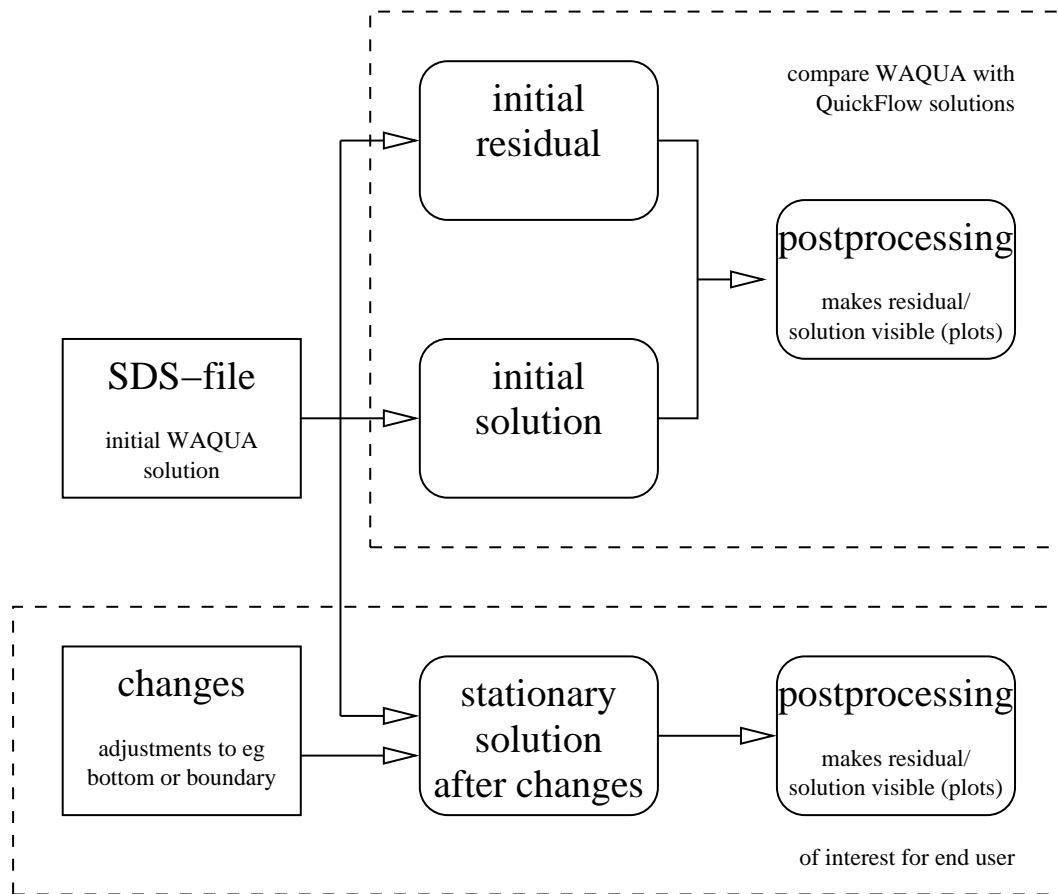 initial
residual
compare WAQUA with
QuickFlow solutions
postprocessing
makes residual/
solution visible (plots)
SDS–file
initial WAQUA
solution
initial
solution
changes
adjustments to eg
bottom or boundary
stationary
solution
after changes
postprocessing
makes residual/
solution visible (plots)
of interest for end user